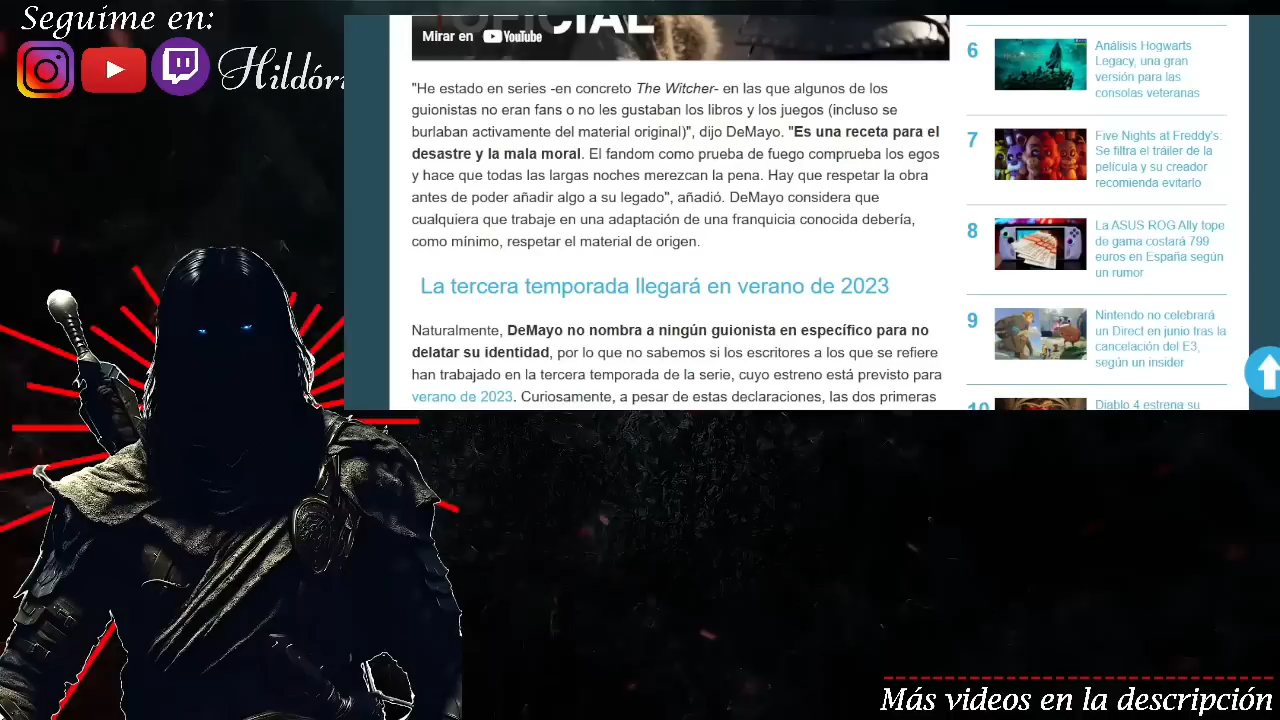 Seguíme en:
Hildóri
OFICIAL
Mirar en YouTube
"He estado en series -en concreto The Witcher- en las que algunos de los
guionistas no eran fans o no les gustaban los libros y los juegos (incluso se
burlaban activamente del material original)", dijo DeMayo. "Es una receta para el
desastre y la mala moral. El fandom como prueba de fuego comprueba los egos
y have que todas las largas noches merezcan la pena. Hay que respetar la obra
antes de poder añadir algo a su legado", añadió. DeMayo considera que
cualquiera que trabaje en una adaptación de una franquicia conocida debería,
como mínimo, respetar el material de origen.
La tercera temporada llegará en verano de 2023
Naturalmente, DeMayo no nombra a ningún guionista en específico para no
delatar su identidad, por lo que no sabemos si los escritores a los que se refiere
han trabajado en la tercera temporada de la serie, cuyo estreno está previsto para
verano de 2023. Curiosamente, a pesar de estas declaraciones, las dos primeras
6
Análisis Hogwarts
Legacy, una gran
versión para las
consolas veteranas
7
Five Nights at Freddy's:
Se filtra el tráiler de la
película y su creador
recomienda evitarlo
8
La ASUS ROG Ally tope
de gama costará 799
euros en España según
un rumor
9
Nintendo no celebrará
un Direct en junio tras la
cancelación del E3,
según un insider
10
Diablo 4 estrena su
Más videos en la descripción